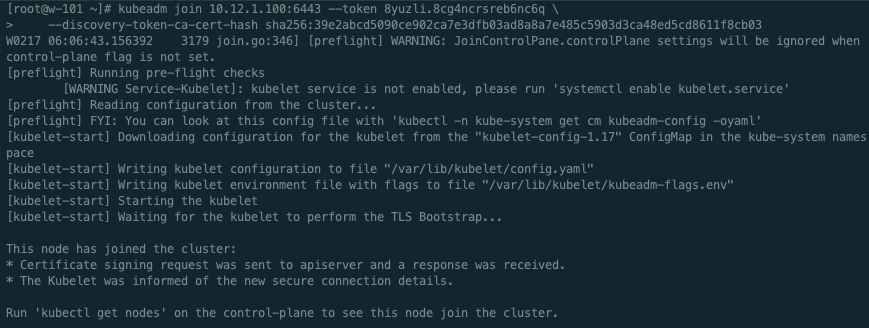 [root@w-101 ~]# kubeadm join 10.12.1.100:6443 --token 8yuzli.8cg4ncrsreb6nc6q \
>     --discovery-token-ca-cert-hash sha256:39e2abcd5090ce902ca7e3dfb03ad8a8a7e485c5903d3ca48ed5cd8611f8cb03
W0217 06:06:43.156392    3179 join.go:346] [preflight] WARNING: JoinControlPane.controlPlane settings will be ignored when
control-plane flag is not set.
[preflight] Running pre-flight checks
        [WARNING Service-Kubelet]: kubelet service is not enabled, please run 'systemctl enable kubelet.service'
[preflight] Reading configuration from the cluster...
[preflight] FYI: You can look at this config file with 'kubectl -n kube-system get cm kubeadm-config -oyaml'
[kubelet-start] Downloading configuration for the kubelet from the "kubelet-config-1.17" ConfigMap in the kube-system names
pace
[kubelet-start] Writing kubelet configuration to file "/var/lib/kubelet/config.yaml"
[kubelet-start] Writing kubelet environment file with flags to file "/var/lib/kubelet/kubeadm-flags.env"
[kubelet-start] Starting the kubelet
[kubelet-start] Waiting for the kubelet to perform the TLS Bootstrap...

This node has joined the cluster:
* Certificate signing request was sent to apiserver and a response was received.
* The Kubelet was informed of the new secure connection details.

Run 'kubectl get nodes' on the control-plane to see this node join the cluster.